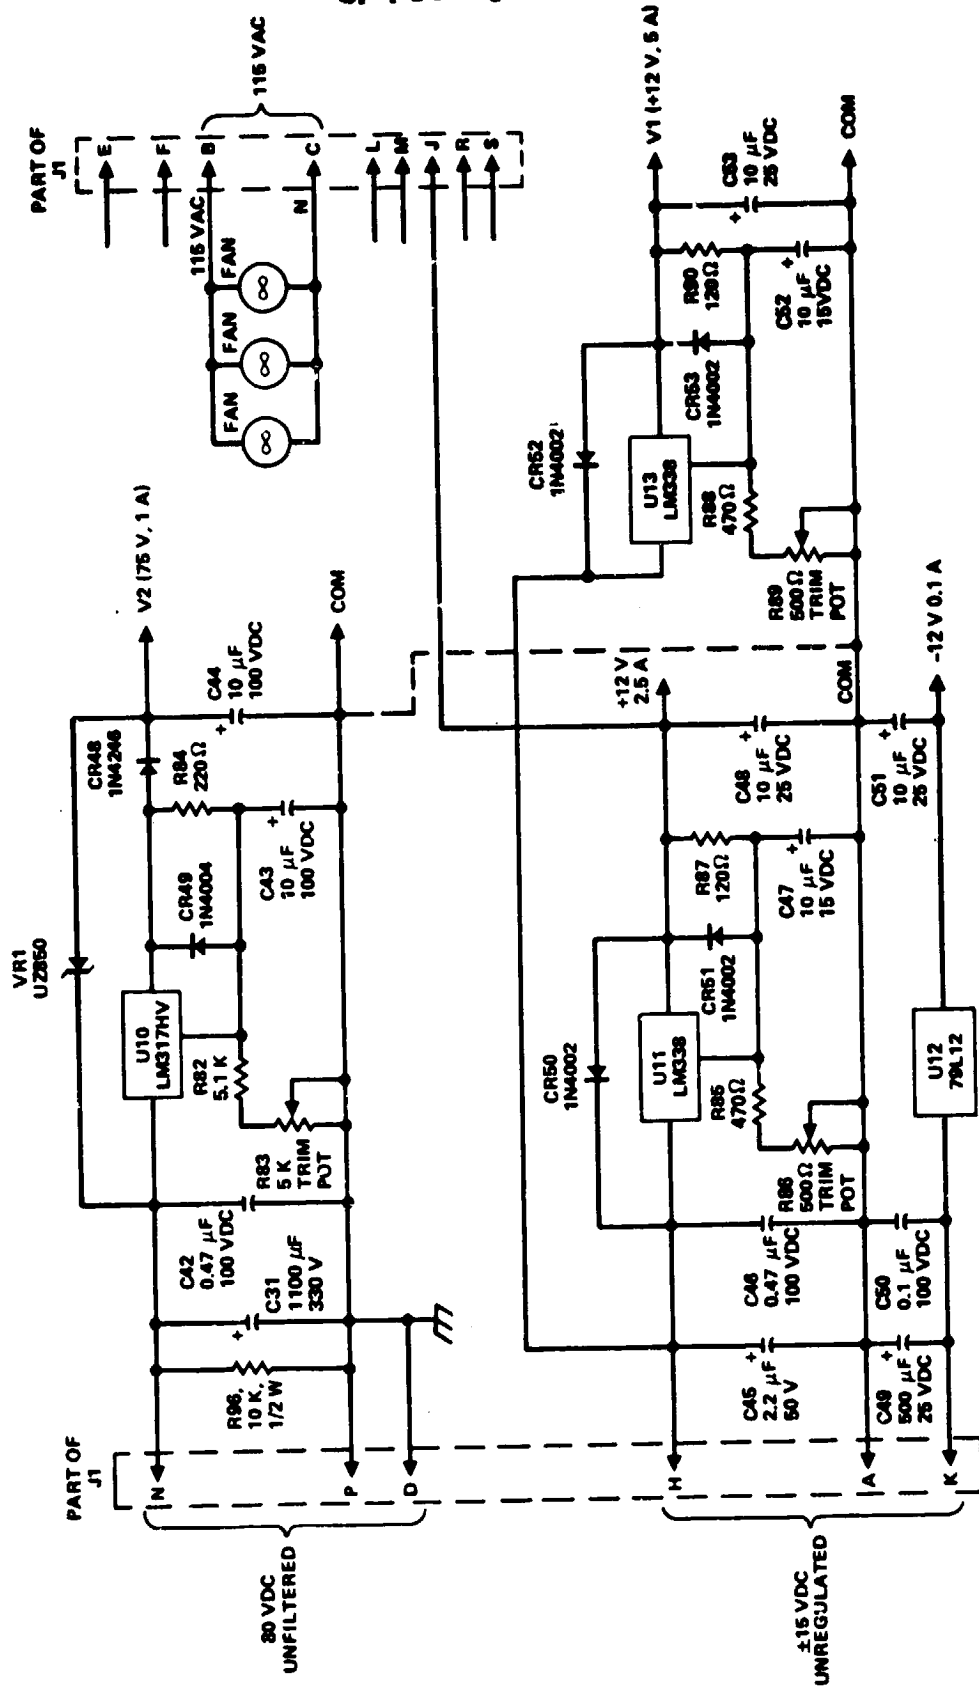 PART OF
J1
N
P
D
80 VDC
UNFILTERED
R96,
10 K,
1/2 W
C31
1100 µF
330 V
C42
0.47 µF
100 VDC
R83
5 K
TRIM
POT
R82
5.1 K
U10
LM317HV
VR1
UZ850
CR49
1N4004
C43
10 µF
100 VDC
R84
220Ω
CR48
1N4246
C44
10 µF
100 VDC
V2 (75 V, 1 A)
COM
PART OF
J1
E
F
B
C
L
M
J
R
S
115 VAC
115 VAC
N
FAN
FAN
FAN
H
A
K
±15 VDC
UNREGULATED
C45
2.2 µF
50 V
C49
500 µF
25 VDC
C46
0.47 µF
100 VDC
C50
0.1 µF
100 VDC
R86
500Ω
TRIM
POT
R85
470Ω
U11
LM338
CR50
1N4002
CR51
1N4002
U12
79L12
R87
120Ω
C47
10 µF
15 VDC
C48
10 µF
25 VDC
C51
10 µF
25 VDC
+12 V
2.5 A
COM
-12 V 0.1 A
R89
500Ω
TRIM
POT
R88
470Ω
U13
LM338
CR52
1N4002
CR53
1N4002
R90
120Ω
C52
10 µF
15VDC
C53
10 µF
25 VDC
V1 (+12 V, 5 A)
COM